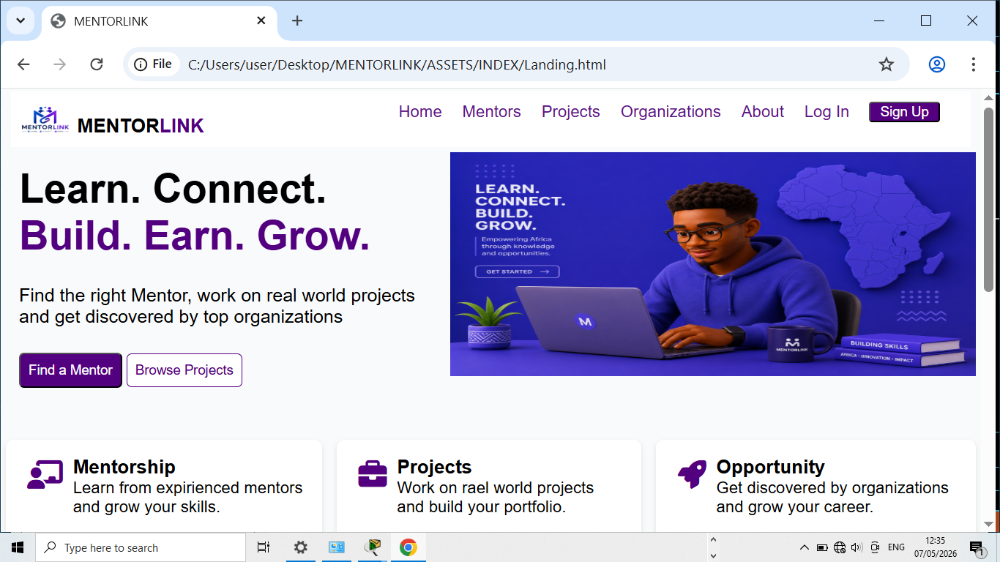 MENTORLINK
File
C:/Users/user/Desktop/MENTORLINK/ASSETS/INDEX/Landing.html
MENTORLINK
MENTORLINK
Home Mentors Projects Organizations About Log In Sign Up
Learn. Connect.
Build. Earn. Grow.
Find the right Mentor, work on real world projects
and get discovered by top organizations
Find a Mentor
Browse Projects
LEARN.
CONNECT.
BUILD.
GROW.
Empowering Africa
through knowledge
and opportunities.
GET STARTED
M
MENTORLINK
BUILDING SKILLS
AFRICA - INNOVATION - IMPACT
Mentorship
Learn from expirienced mentors
and grow your skills.
Projects
Work on rael world projects
and build your portfolio.
Opportunity
Get discovered by organizations
and grow your career.
Type here to search
ENG
12:35
07/05/2026
1